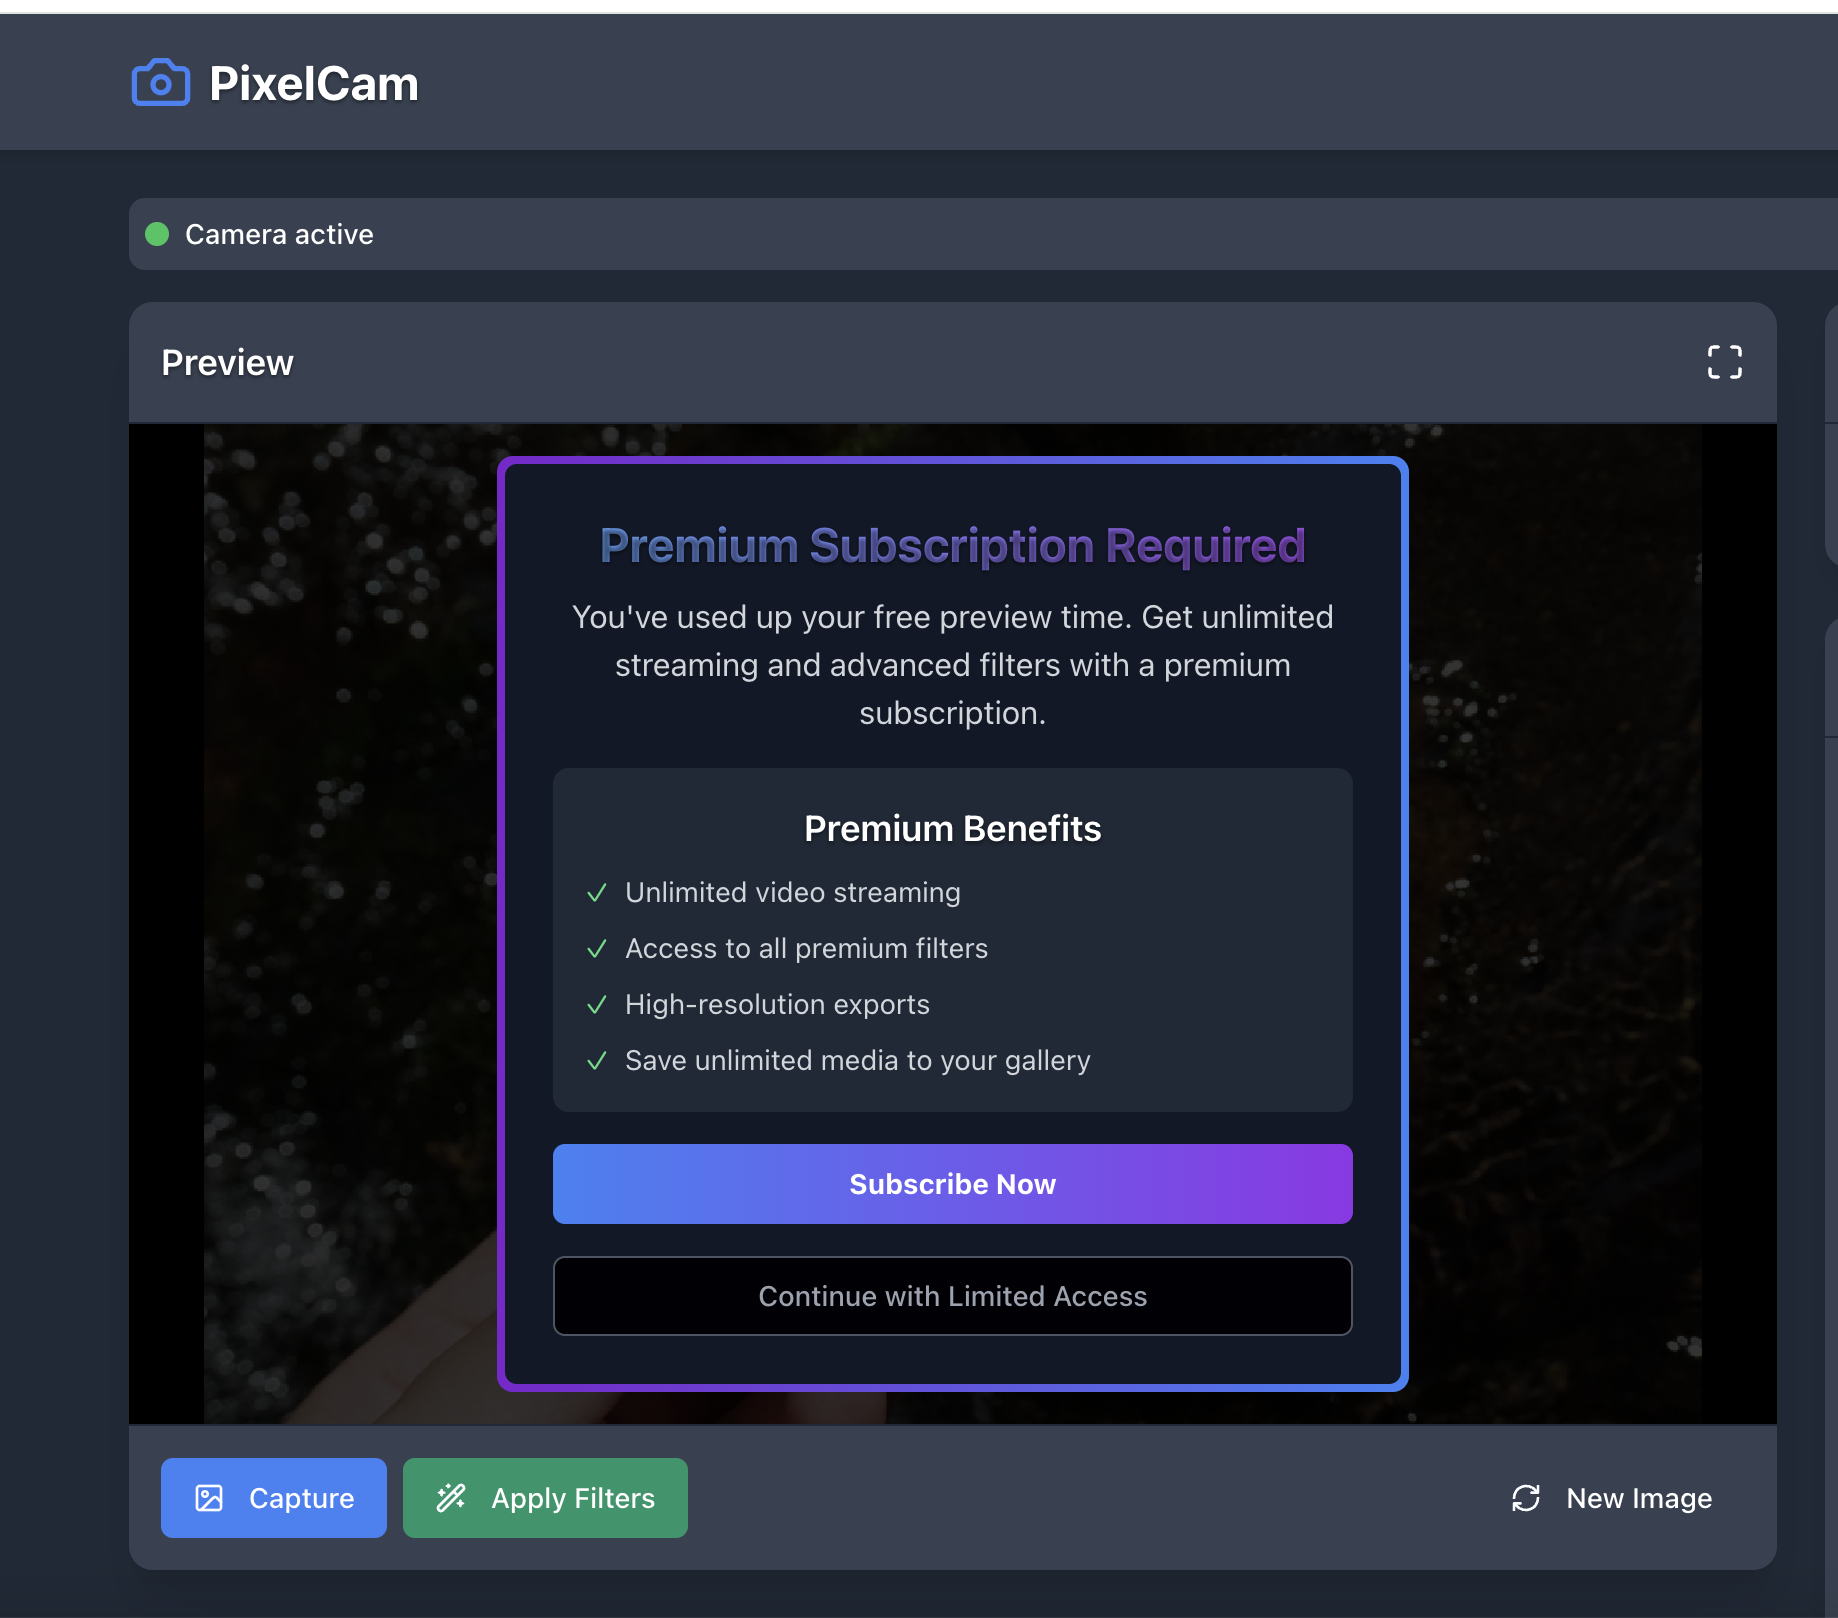 PixelCam
Camera active
Preview
Premium Subscription Required
You've used up your free preview time. Get unlimited
streaming and advanced filters with a premium
subscription.
Premium Benefits
Unlimited video streaming
Access to all premium filters
High-resolution exports
Save unlimited media to your gallery
Subscribe Now
Continue with Limited Access
Capture
Apply Filters
New Image